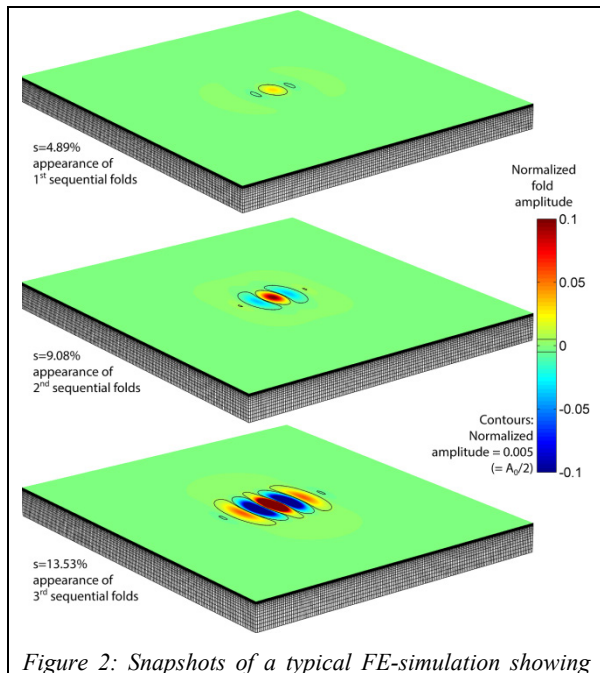 s=4.89%
appearance of
1st sequential folds
Normalized
fold
amplitude
0.1
0.05
0
-0.05
-0.1
s=9.08%
appearance of
2nd sequential folds
Contours:
Normalized
amplitude = 0.005
(= A0/2)
s=13.53%
appearance of
3rd sequential folds
Figure 2: Snapshots of a typical FE-simulation showing